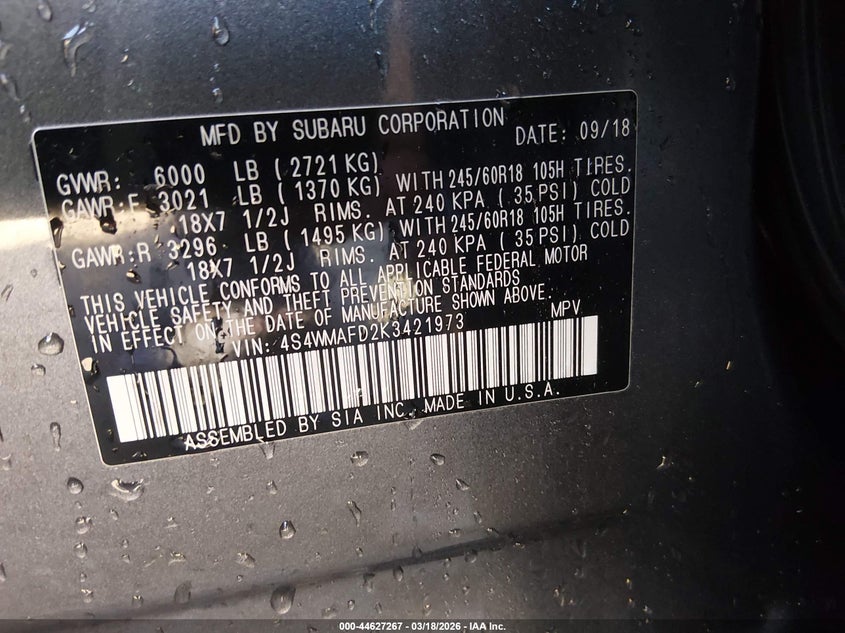 MFD BY SUBARU CORPORATION DATE: 09/18
GVWR: 6000 LB (2721 KG)
GAWR:F 3021 LB (1370 KG) WITH 245/60R18 105H TIRES.
18X7 1/2J RIMS. AT 240 KPA (35 PSI) COLD
GAWR:R 3296 LB (1495 KG) WITH 245/60R18 105H TIRES.
18X7 1/2J RIMS. AT 240 KPA (35 PSI) COLD
THIS VEHICLE CONFORMS TO ALL APPLICABLE FEDERAL MOTOR
VEHICLE SAFETY AND THEFT PREVENTION STANDARDS
IN EFFECT ON THE DATE OF MANUFACTURE SHOWN ABOVE.
VIN: 4S4WMAFD2K3421973 MPV
ASSEMBLED BY SIA INC., MADE IN U.S.A.
000-44627267 - 03/18/2026 - IAA Inc.